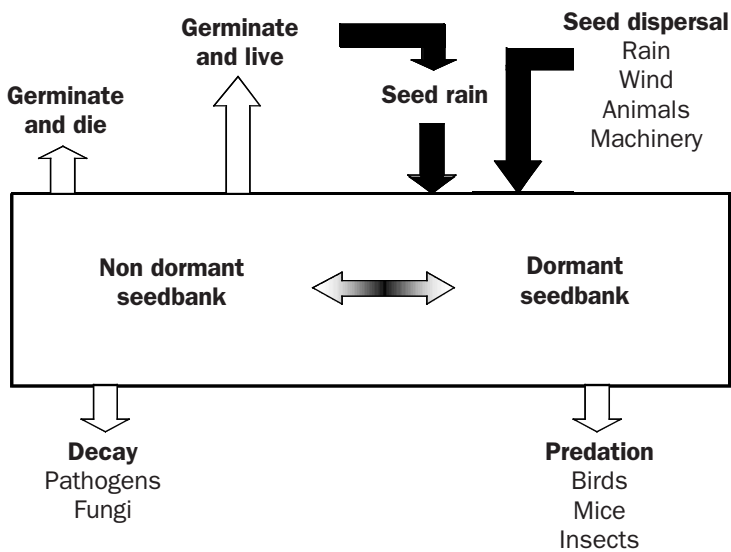 Germinate
and live
Germinate
and die
Seed rain
Seed dispersal
Rain
Wind
Animals
Machinery
Non dormant
seedbank
Dormant
seedbank
Decay
Pathogens
Fungi
Predation
Birds
Mice
Insects